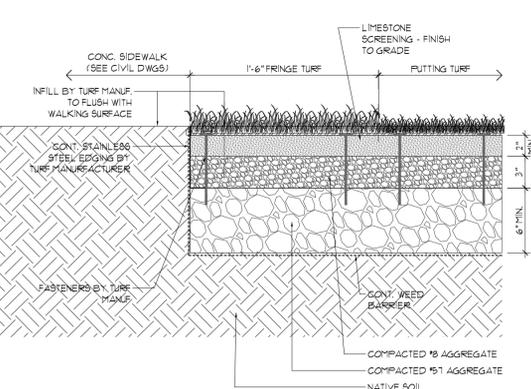 LIMESTONE
SCREENING - FINISH
TO GRADE
CONC. SIDEWALK
(SEE CIVIL DWGS)
1'-6" FRINGE TURF
PUTTING TURF
INFILL BY TURF MANUF.
TO FLUSH WITH
WALKING SURFACE
CONT. STAINLESS
STEEL EDGING BY
TURF MANUFARCTURER
2"
3"
6" MIN.
FASTENERS BY TURF
MANUF
CONT. WEED
BARRIER
COMPACTED #8 AGGREGATE
COMPACTED #57 AGGREGATE
NATIVE SOIL